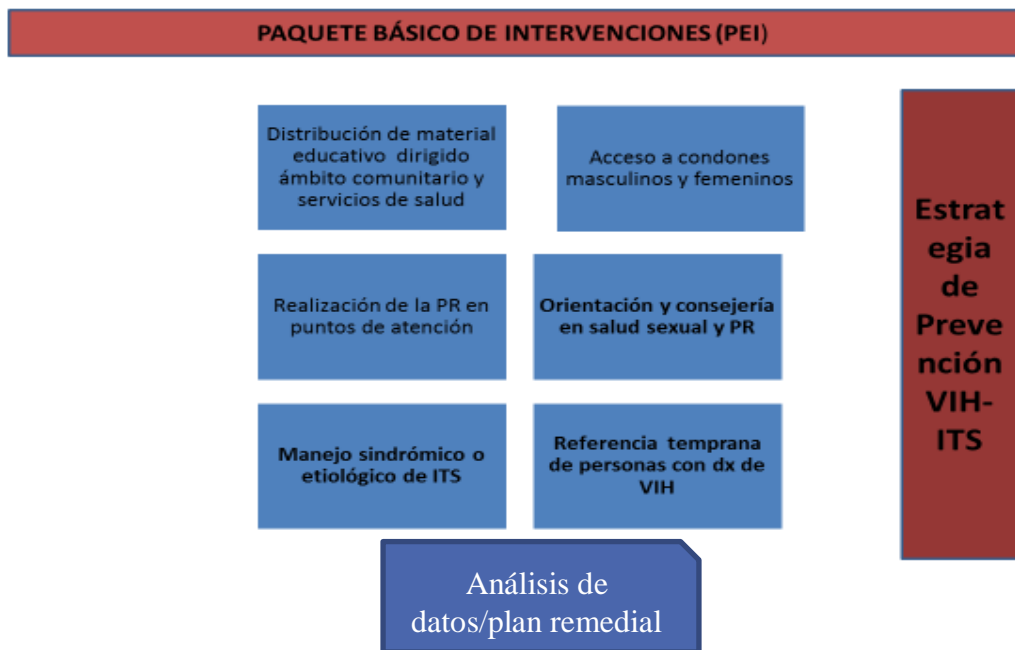 PAQUETE BÁSICO DE INTERVENCIONES (PEI)
Distribución de material
educativo dirigido
ámbito comunitario y
servicios de salud
Acceso a condones
masculinos y femeninos
Realización de la PR en
puntos de atención
Orientación y consejería
en salud sexual y PR
Manejo sindrómico o
etiológico de ITS
Referencia temprana
de personas con dx de
VIH
Estrat
egia
de
Preve
nción
VIH-
ITS
Análisis de
datos/plan remedial